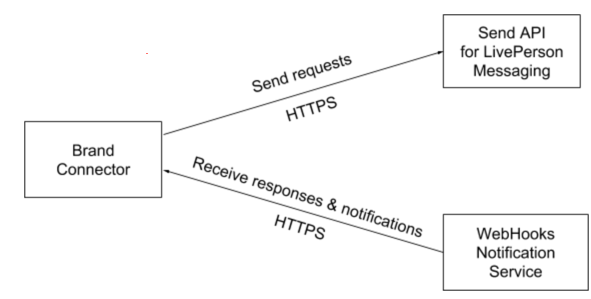 Send API
for LivePerson
Messaging
Send requests
HTTPS
Brand
Connector
Receive responses & notifications
HTTPS
WebHooks
Notification
Service